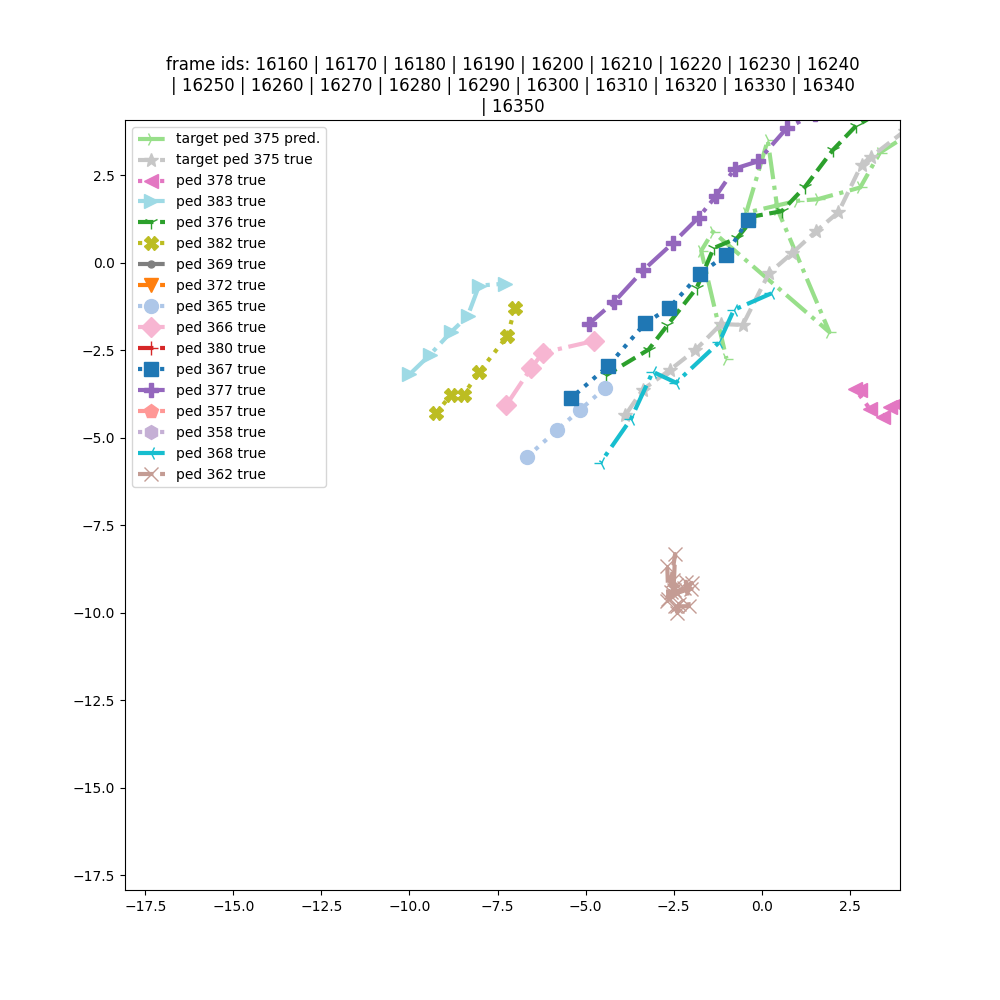 frame ids: 16160 | 16170 | 16180 | 16190 | 16200 | 16210 | 16220 | 16230 | 16240
| 16250 | 16260 | 16270 | 16280 | 16290 | 16300 | 16310 | 16320 | 16330 | 16340
| 16350
target ped 375 pred.
target ped 375 true
ped 378 true
ped 383 true
ped 376 true
ped 382 true
ped 369 true
ped 372 true
ped 365 true
ped 366 true
ped 380 true
ped 367 true
ped 377 true
ped 357 true
ped 358 true
ped 368 true
ped 362 true
2.5
0.0
−2.5
−5.0
−7.5
−10.0
−12.5
−15.0
−17.5
−17.5 −15.0 −12.5 −10.0 −7.5 −5.0 −2.5 0.0 2.5